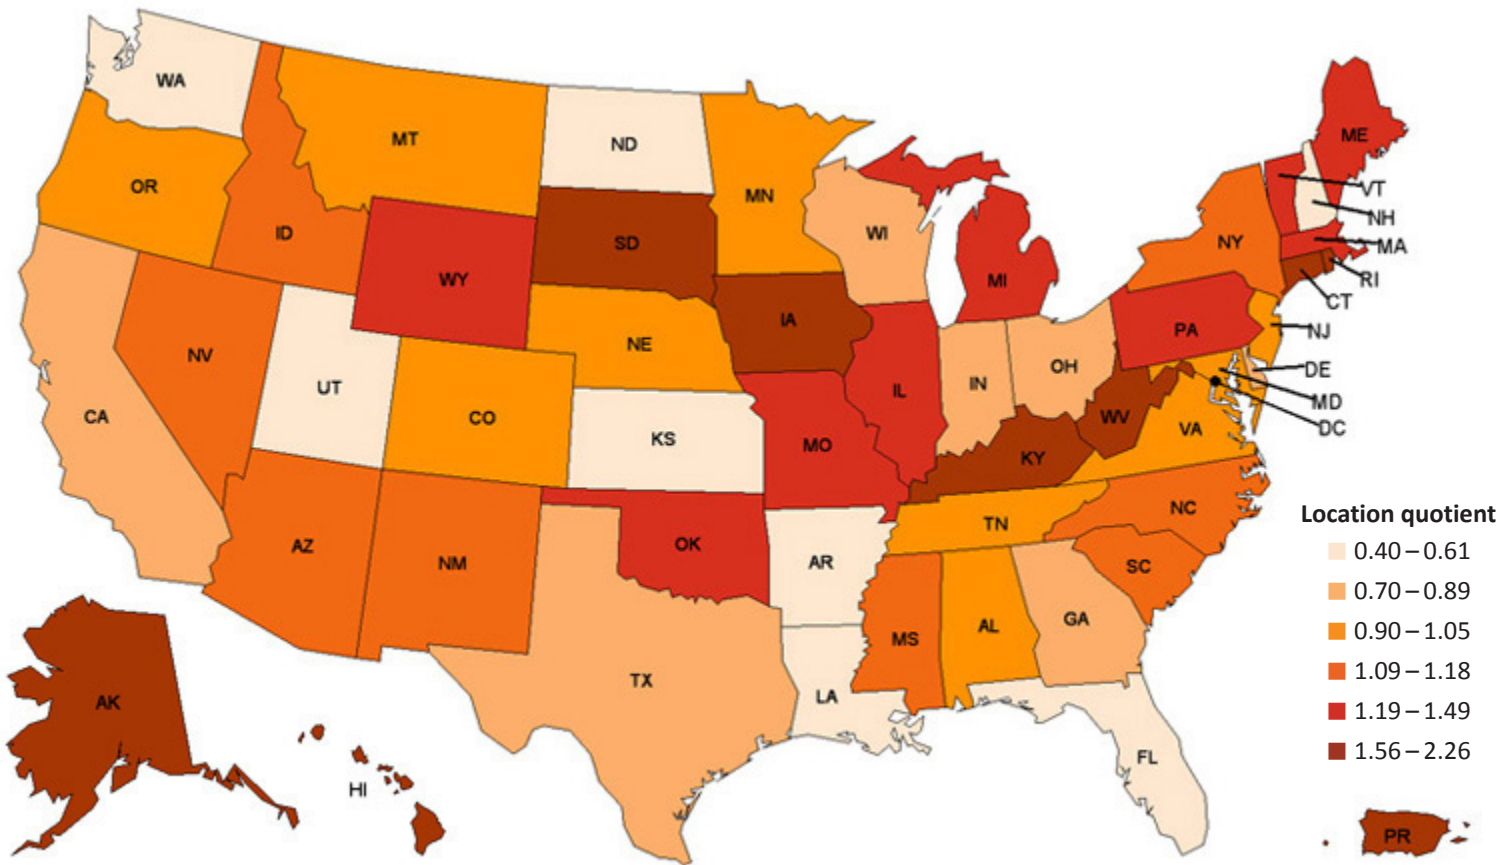 WA
MT
ND
ME
OR
MN
VT
NH
ID
SD
WI
NY
MA
WY
MI
RI
CT
IA
PA
NJ
NV
NE
OH
DE
UT
IN
IL
MD
CA
CO
WV
DC
KS
MO
VA
KY
NC
Location quotient
TN
AZ
OK
0.40 – 0.61
NM
AR
SC
0.70 – 0.89
GA
AL
0.90 – 1.05
MS
TX
1.09 – 1.18
LA
AK
1.19 – 1.49
FL
1.56 – 2.26
HI
PR